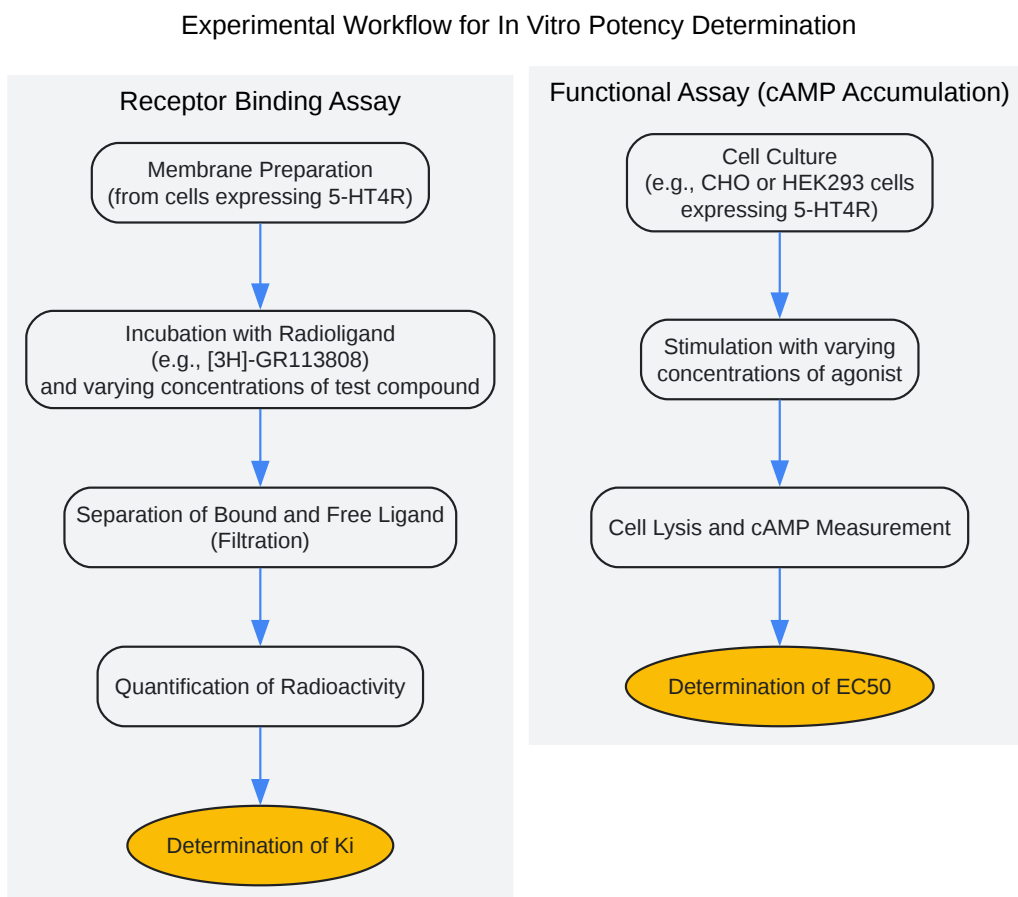 Experimental Workflow for In Vitro Potency Determination
Receptor Binding Assay
Membrane Preparation
(from cells expressing 5-HT4R)
Incubation with Radioligand
(e.g., [3H]-GR113808)
and varying concentrations of test compound
Separation of Bound and Free Ligand
(Filtration)
Quantification of Radioactivity
Determination of Ki
Functional Assay (cAMP Accumulation)
Cell Culture
(e.g., CHO or HEK293 cells
expressing 5-HT4R)
Stimulation with varying
concentrations of agonist
Cell Lysis and cAMP Measurement
Determination of EC50